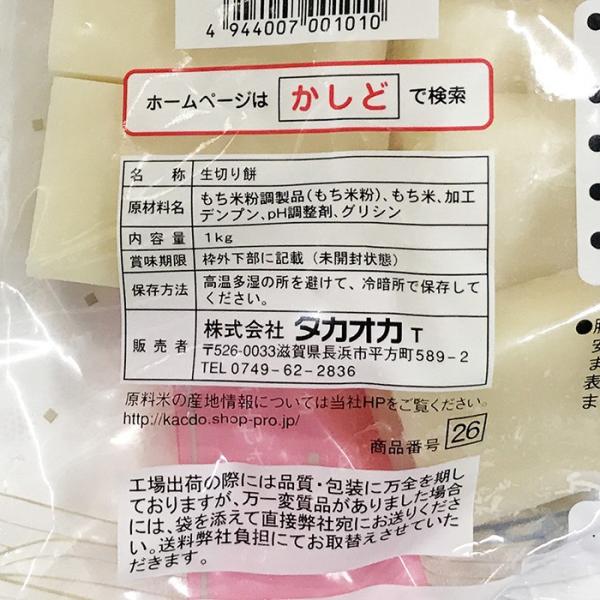 4 944007 001010
ホームページは かしど で検索
名称 生切り餅
原材料名 もち米粉調製品(もち米粉)、もち米、加工
デンプン、pH調整剤、グリシン
内容量 1kg
賞味期限 枠外下部に記載(未開封状態)
保存方法 高温多湿の所を避けて、冷暗所で保存して
ください。
販売者 株式会社 タカオカ T
〒526-0033滋賀県長浜市平方町589-2
TEL 0749-62-2836
原料米の産地情報については当社HPをご覧ください。
http://kacdo.shop-pro.jp/
商品番号 26
工場出荷の際には品質・包装に万全を期し
ておりますが、万一変質品がありました場合
には、袋を添えて直接弊社宛にお送りくださ
い。送料弊社負担にてお取替えさせていた
だきます。